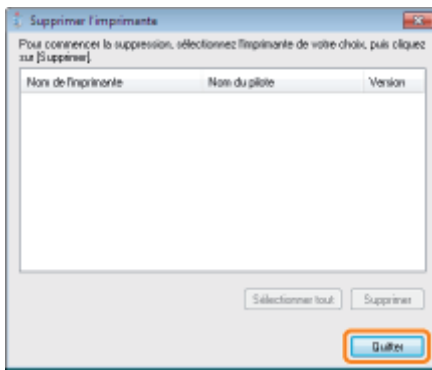 Supprimer l'imprimante
Pour commencer la suppression, sélectionnez l'imprimante de votre choix, puis cliquez
sur [Supprimer].
Nom de l'imprimante Nom du pilote Version
Sélectionner tout Supprimer
Quitter